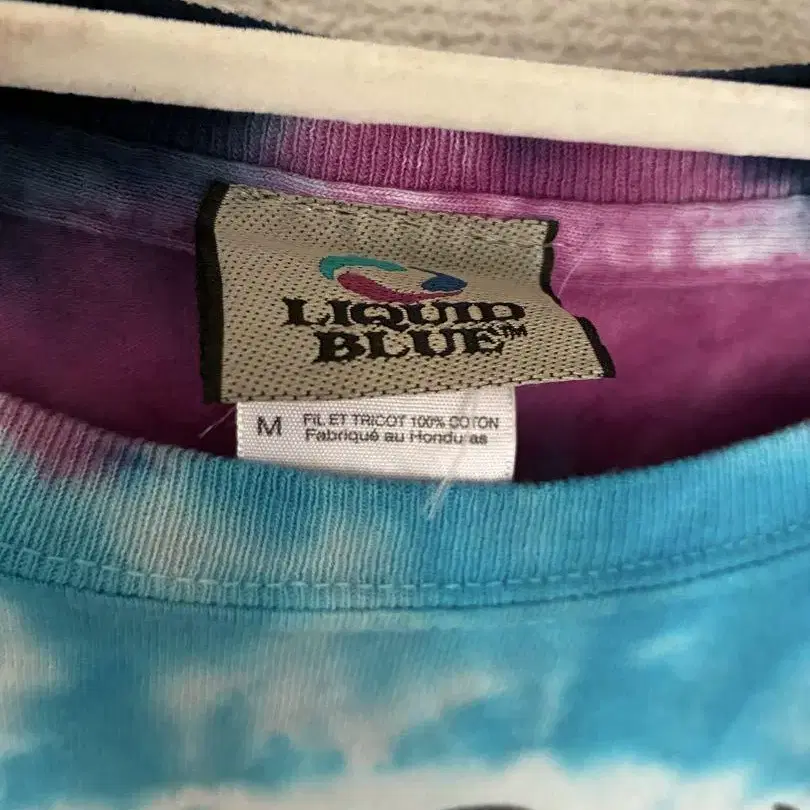 LIQUID
BLUE™
M
FIL ET TRICOT 100% COTON
Fabriqué au Honduras